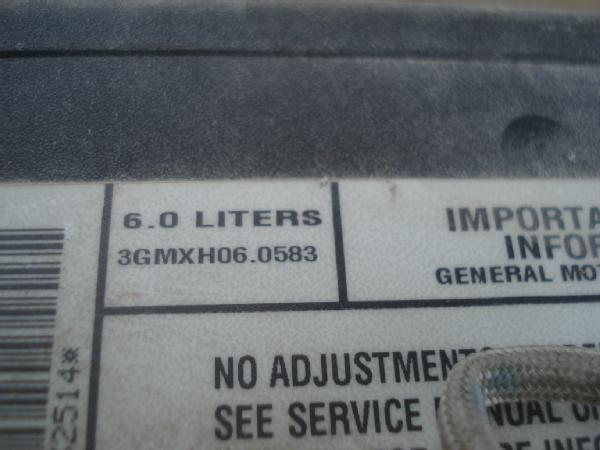 6.0 LITERS
3GMXH06.0583
2514*
IMPORTA
INFOR
GENERAL MOT
NO ADJUSTMENT
SEE SERVICE